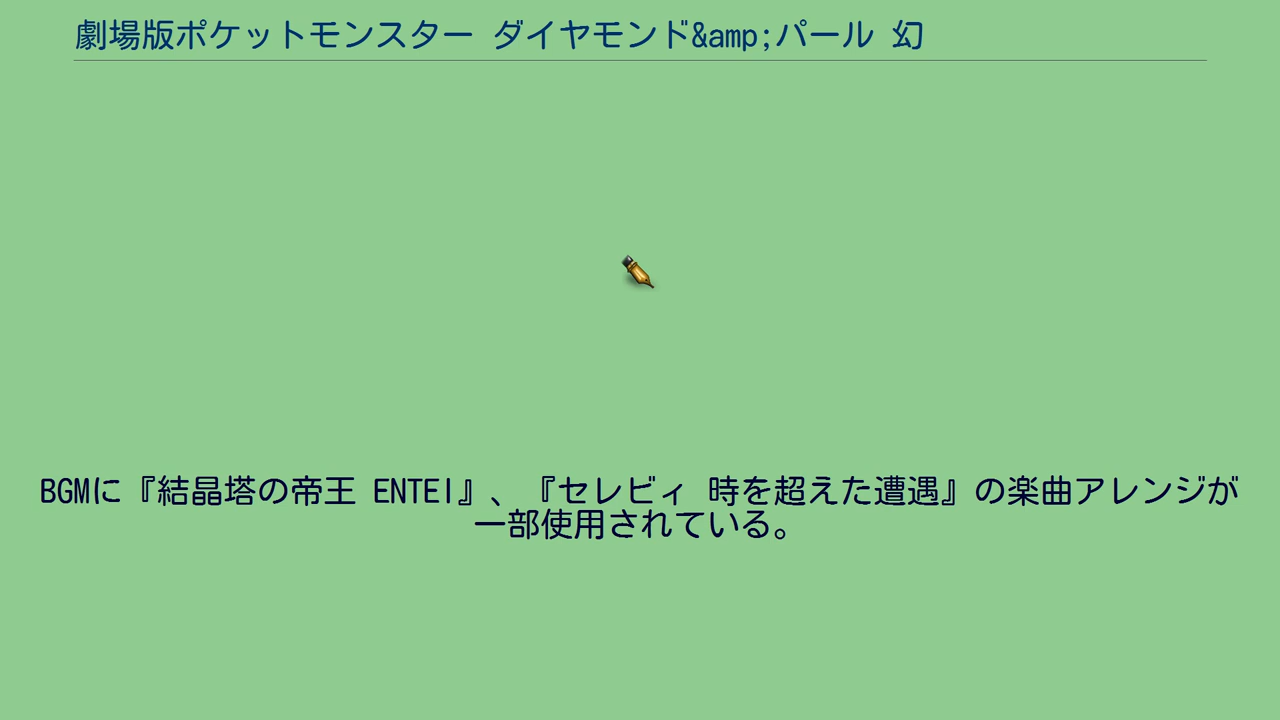 劇場版ポケットモンスター ダイヤモンド&amp;パール 幻
BGMに『結晶塔の帝王 ENTEI』、『セレビィ 時を超えた遭遇』の楽曲アレンジが
一部使用されている。